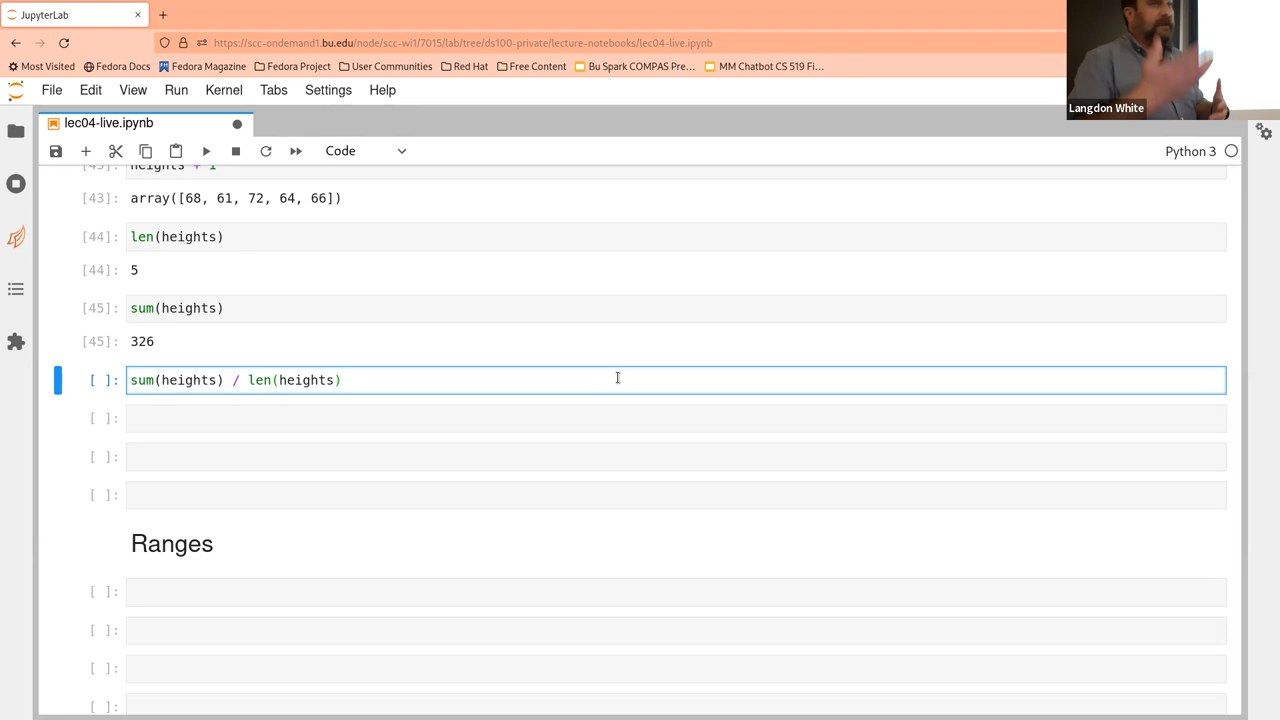 JupyterLab
https://scc-ondemand1.bu.edu/node/scc-wi1/7015/lab/tree/ds100-private/lecture-notebooks/lec04-live.ipynb
Most Visited Fedora Docs Fedora Magazine Fedora Project User Communities Red Hat Free Content Bu Spark COMPAS Pre… MM Chatbot CS 519 Fi…
Langdon White
File Edit View Run Kernel Tabs Settings Help
lec04-live.ipynb
Code Python 3
[43]: heights + 1
[43]: array([68, 61, 72, 64, 66])
[44]: len(heights)
[44]: 5
[45]: sum(heights)
[45]: 326
[ ]: sum(heights) / len(heights)
[ ]:
[ ]:
[ ]:
Ranges
[ ]:
[ ]:
[ ]:
[ ]: